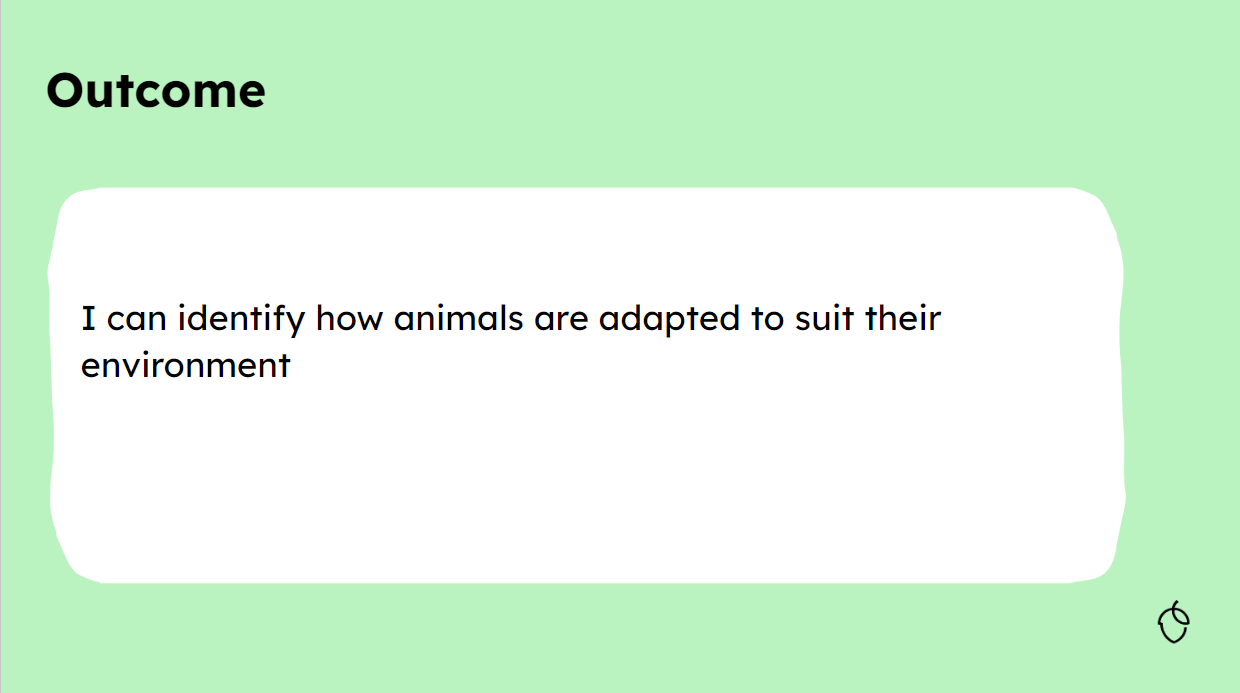 Outcome
I can identify how animals are adapted to suit their
environment